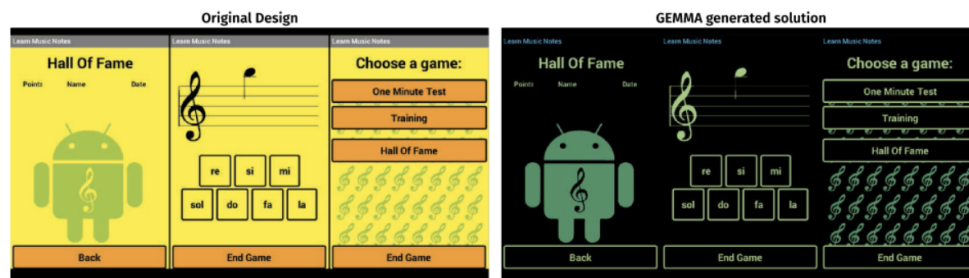 Original Design
Learn Music Notes
Hall Of Fame
Points Name Date
Back
Learn Music Notes
re si mi
sol do fa la
End Game
Learn Music Notes
Choose a game:
One Minute Test
Training
Hall Of Fame
End Game
GEMMA generated solution
Learn Music Notes
Hall Of Fame
Points Name Date
Back
Learn Music Notes
re si mi
sol do fa la
End Game
Learn Music Notes
Choose a game:
One Minute Test
Training
Hall Of Fame
End Game